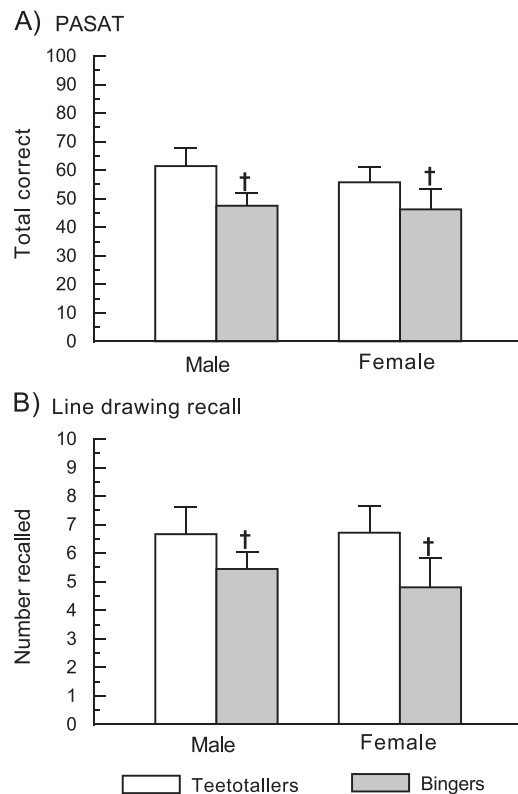 A) PASAT
100
90
80
70
60
50
40
30
20
10
0
Total correct
†
†
Male
Female
B) Line drawing recall
10
9
8
7
6
5
4
3
2
1
0
Number recalled
†
†
Male
Female
Teetotallers
Bingers